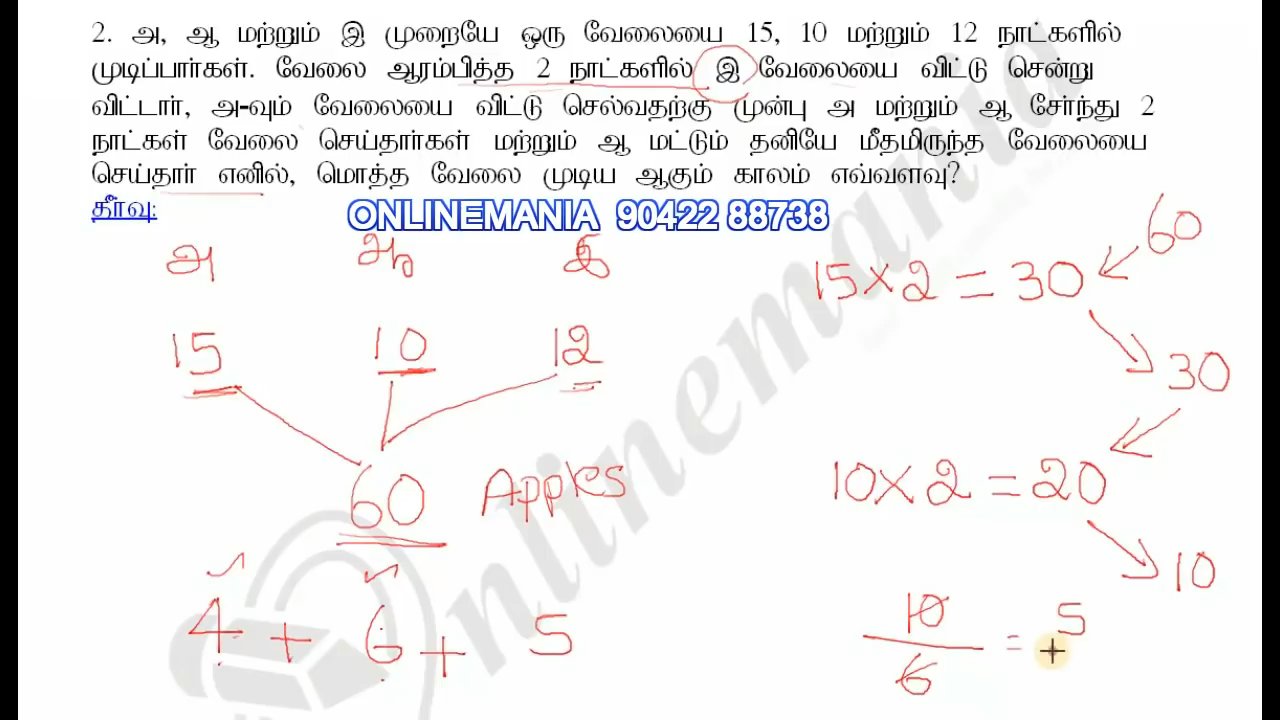 2. அ, ஆ மற்றும் இ முறையே ஒரு வேலையை 15, 10 மற்றும் 12 நாட்களில்
முடிப்பார்கள். வேலை ஆரம்பித்த 2 நாட்களில் இ வேலையை விட்டு சென்று
விட்டார், அ-வும் வேலையை விட்டு செல்வதற்கு முன்பு அ மற்றும் ஆ சேர்ந்து 2
நாட்கள் வேலை செய்தார்கள் மற்றும் ஆ மட்டும் தனியே மீதமிருந்த வேலையை
செய்தார் எனில், மொத்த வேலை முடிய ஆகும் காலம் எவ்வளவு?
தீர்வு:
ONLINEMANIA 90422 88738
அ ஆ இ
60
15×2 = 30
15 10 12
30
60 Apples
10×2 = 20
10
4 + 6 + 5
10/6 = 5
nlinemania